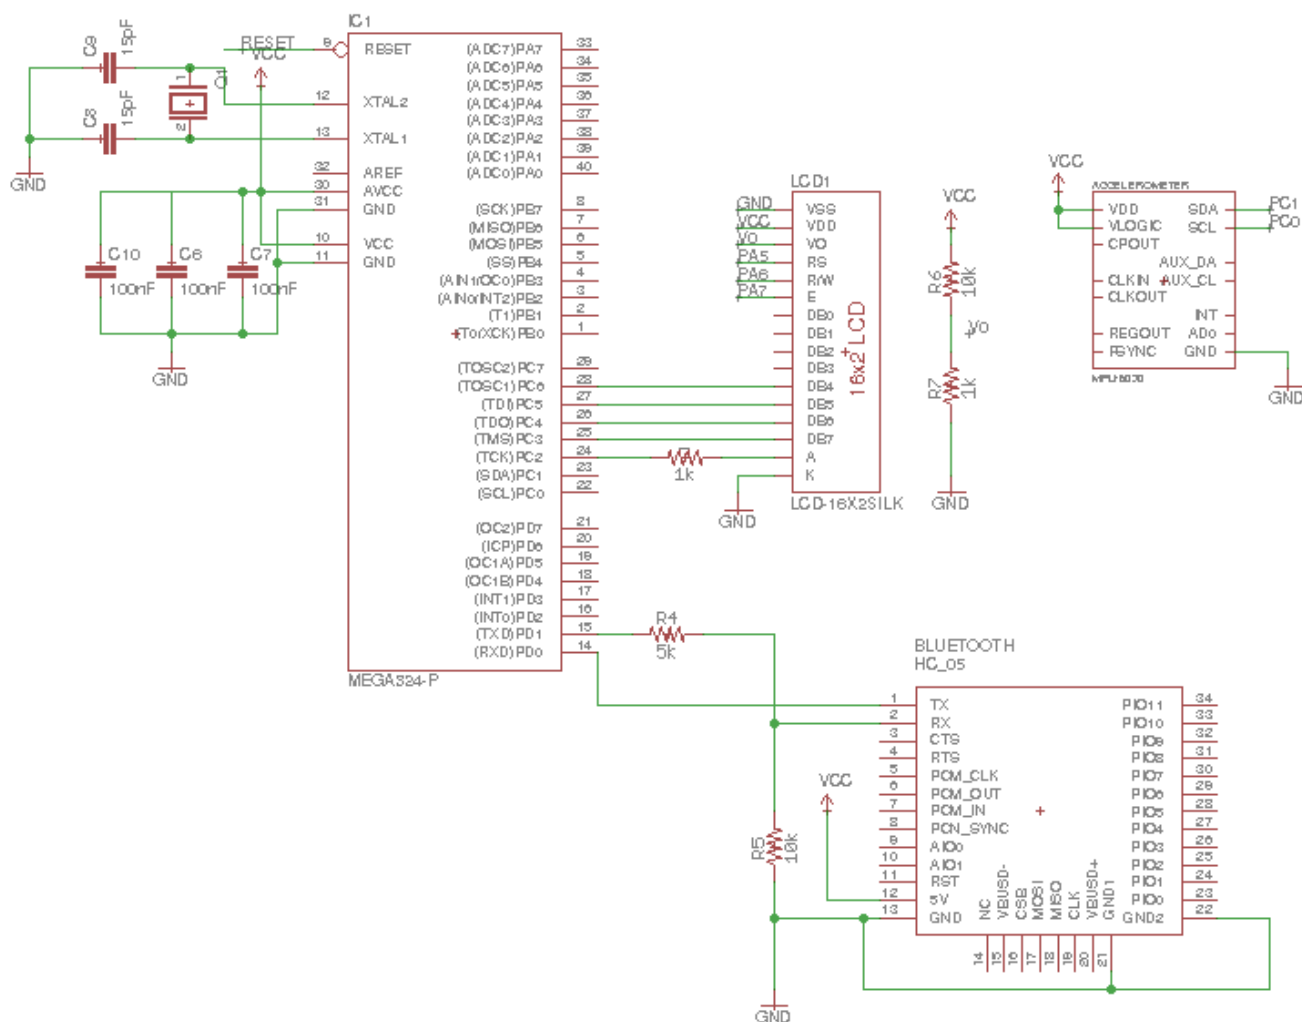 IC1
C9
15pF
RESET
VCC
9
RESET
1
Q1
2
12
XTAL2
C8
15pF
13
XTAL1
GND
32
AREF
30
AVCC
31
GND
10
VCC
11
GND
C10
100nF
C6
100nF
C7
100nF
GND
(ADC7)PA7
33
(ADC6)PA6
34
(ADC5)PA5
35
(ADC4)PA4
36
(ADC3)PA3
37
(ADC2)PA2
38
(ADC1)PA1
39
(ADC0)PA0
40
(SCK)PB7
8
(MISO)PB6
7
(MOSI)PB5
6
(SS)PB4
5
(AIN1/OC0)PB3
4
(AIN0/INT2)PB2
3
(T1)PB1
2
(T0/XCK)PB0
1
(TOSC2)PC7
29
(TOSC1)PC6
28
(TDI)PC5
27
(TDO)PC4
26
(TMS)PC3
25
(TCK)PC2
24
(SDA)PC1
23
(SCL)PC0
22
(OC2)PD7
21
(ICP)PD6
20
(OC1A)PD5
19
(OC1B)PD4
18
(INT1)PD3
17
(INT0)PD2
16
(TXD)PD1
15
(RXD)PD0
14
MEGA324-P
1k
LCD1
GND
VSS
VCC
VDD
V0
VO
PA5
RS
PA6
R/W
PA7
E
DB0
DB1
DB2
DB3
DB4
DB5
DB6
DB7
A
K
16x2 LCD
LCD-16X2SILK
GND
VCC
R6
10k
V0
R7
1k
GND
VCC
ACCELEROMETER
VDD
VLOGIC
CPOUT
CLKIN
CLKOUT
REGOUT
FSYNC
SDA
PC1
SCL
PC0
AUX_DA
AUX_CL
INT
AD0
GND
GND
R4
5k
R5
10k
GND
VCC
BLUETOOTH
HC_05
1
TX
2
RX
3
CTS
4
RTS
5
PCM_CLK
6
PCM_OUT
7
PCM_IN
8
PCN_SYNC
9
AIO0
10
AIO1
11
RST
12
5V
13
GND
NC
VBUSD-
CSB
MOSI
MISO
CLK
VBUSD+
GND1
14
15
16
17
18
19
20
21
PIO11
34
PIO10
33
PIO9
32
PIO8
31
PIO7
30
PIO6
29
PIO5
28
PIO4
27
PIO3
26
PIO2
25
PIO1
24
PIO0
23
GND2
22